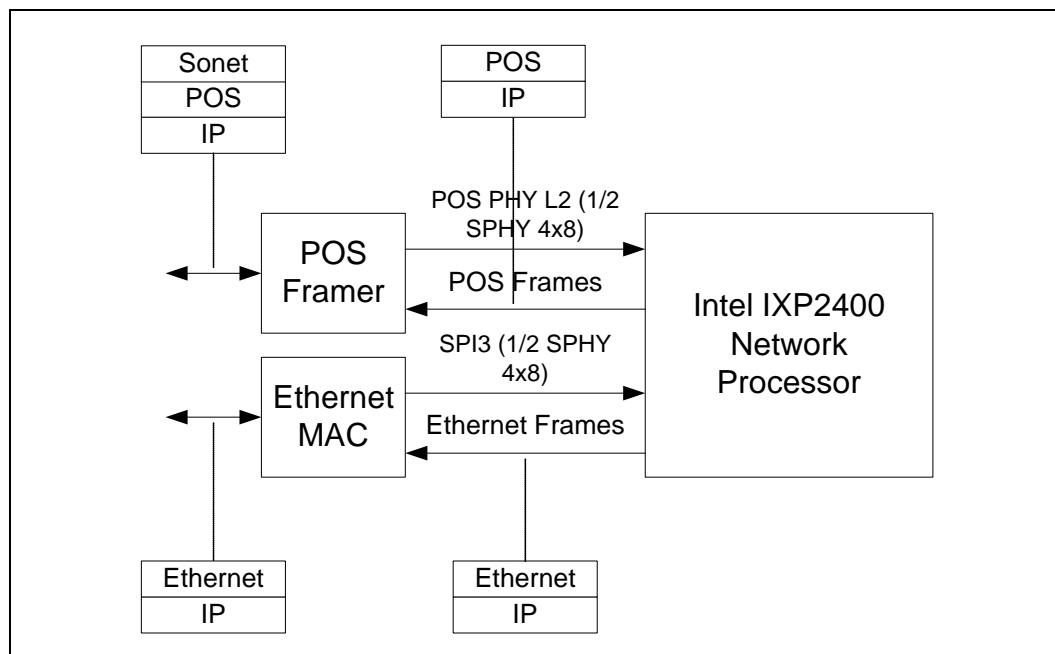 Sonet
POS
IP
POS
IP
POS PHY L2 (1/2
SPHY 4x8)
POS
Framer
POS Frames
Intel IXP2400
Network
Processor
SPI3 (1/2 SPHY
4x8)
Ethernet
MAC
Ethernet Frames
Ethernet
IP
Ethernet
IP